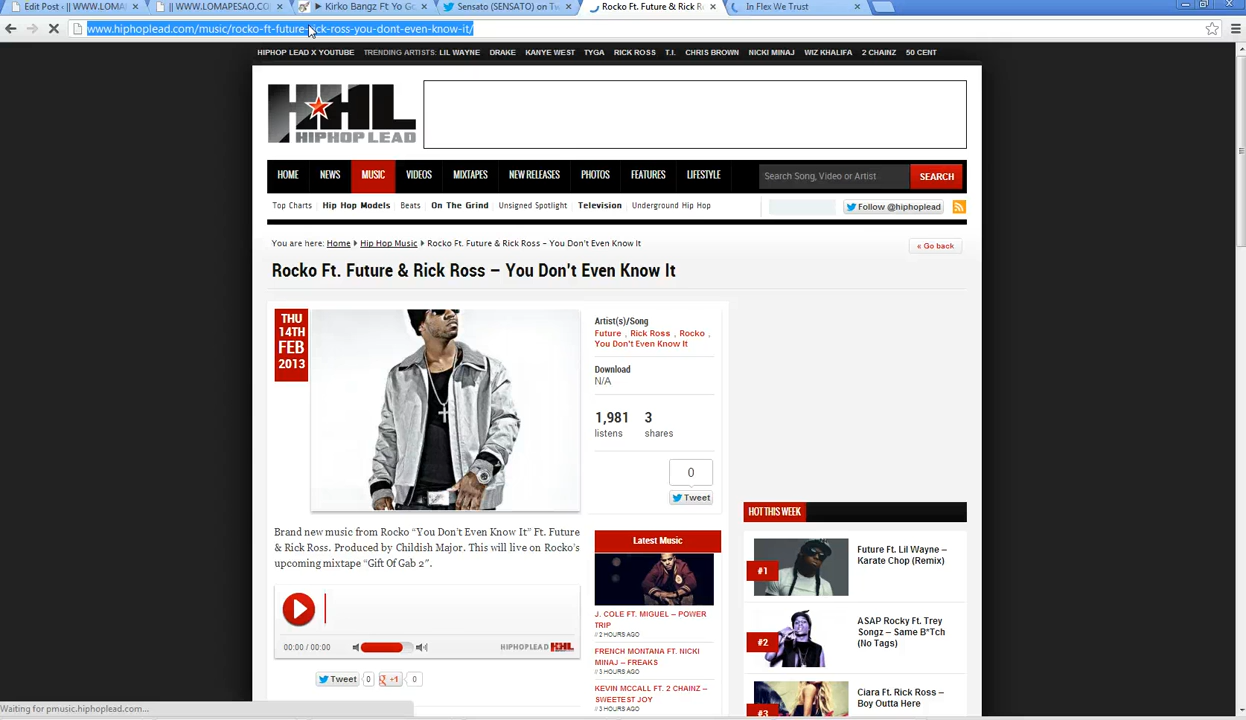 Edit Post ‹ || WWW.LOMA
|| WWW.LOMAPESAO.CO
▶ Kirko Bangz Ft Yo Go
Sensato (SENSATO) on Tw
Rocko Ft. Future & Rick R
In Flex We Trust
www.hiphoplead.com/music/rocko-ft-future-rick-ross-you-dont-even-know-it/
HIPHOP LEAD X YOUTUBE TRENDING ARTISTS: LIL WAYNE DRAKE KANYE WEST TYGA RICK ROSS T.I. CHRIS BROWN NICKI MINAJ WIZ KHALIFA 2 CHAINZ 50 CENT
HHL
HIPHOP LEAD
HOME NEWS MUSIC VIDEOS MIXTAPES NEW RELEASES PHOTOS FEATURES LIFESTYLE Search Song, Video or Artist SEARCH
Top Charts Hip Hop Models Beats On The Grind Unsigned Spotlight Television Underground Hip Hop Follow @hiphoplead
You are here: Home Hip Hop Music Rocko Ft. Future & Rick Ross – You Don't Even Know It « Go back
Rocko Ft. Future & Rick Ross – You Don't Even Know It
THU
14TH
FEB
2013
Artist(s)/Song
Future , Rick Ross , Rocko ,
You Don't Even Know It
Download
N/A
1,981 3
listens shares
0
Tweet
Brand new music from Rocko “You Don't Even Know It” Ft. Future
& Rick Ross. Produced by Childish Major. This will live on Rocko's
upcoming mixtape “Gift Of Gab 2″.
00:00 / 00:00 HIPHOPLEAD HHL
Tweet 0 +1 0
Latest Music
J. COLE FT. MIGUEL – POWER
TRIP
// 2 HOURS AGO
FRENCH MONTANA FT. NICKI
MINAJ – FREAKS
// 3 HOURS AGO
KEVIN MCCALL FT. 2 CHAINZ –
SWEETEST JOY
// 3 HOURS AGO
HOT THIS WEEK
#1
Future Ft. Lil Wayne –
Karate Chop (Remix)
#2
ASAP Rocky Ft. Trey
Songz – Same B*Tch
(No Tags)
#3
Ciara Ft. Rick Ross –
Boy Outta Here
Waiting for pmusic.hiphoplead.com...